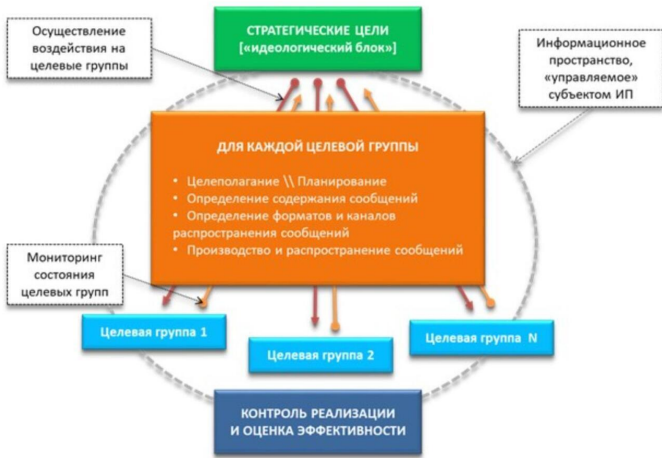 Осуществление
воздействия на
целевые группы
СТРАТЕГИЧЕСКИЕ ЦЕЛИ
[«идеологический блок»]
Информационное
пространство,
«управляемое»
субъектом ИП
ДЛЯ КАЖДОЙ ЦЕЛЕВОЙ ГРУППЫ
• Целеполагание \\ Планирование
• Определение содержания сообщений
• Определение форматов и каналов
распространения сообщений
• Производство и распространение сообщений
Мониторинг
состояния
целевых групп
Целевая группа 1
Целевая группа 2
Целевая группа N
КОНТРОЛЬ РЕАЛИЗАЦИИ
И ОЦЕНКА ЭФФЕКТИВНОСТИ